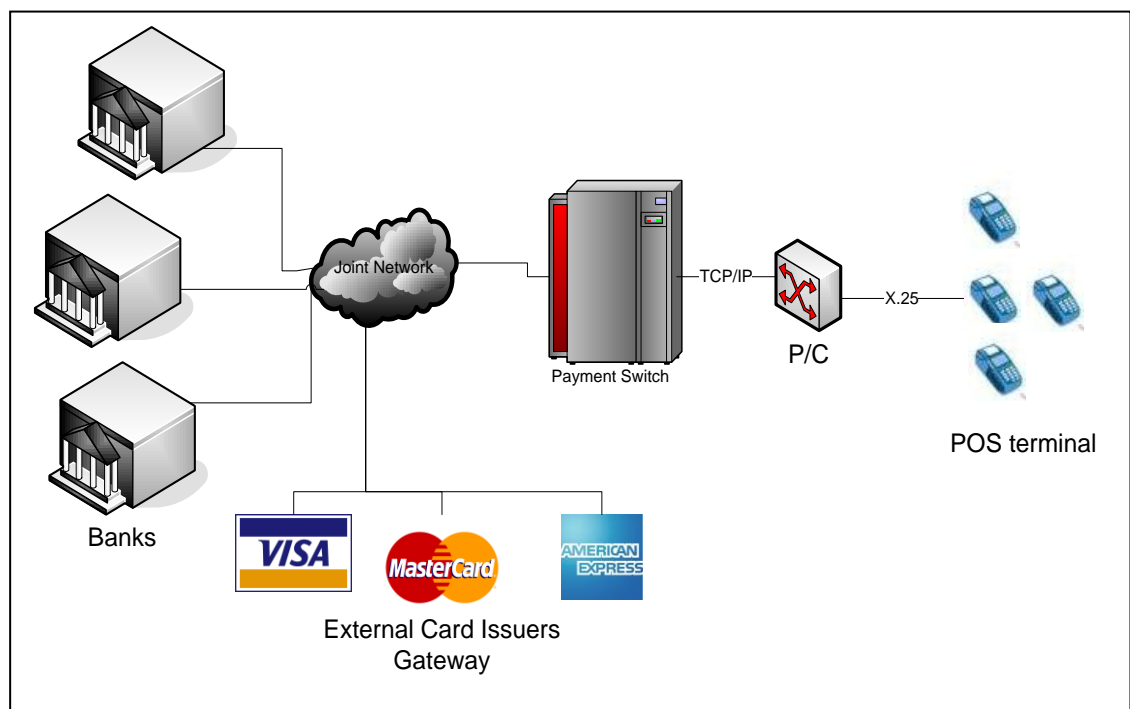 Joint Network
TCP/IP
X.25
P/C
Payment Switch
POS terminal
Banks
VISA
MasterCard
AMERICAN
EXPRESS
External Card Issuers
Gateway